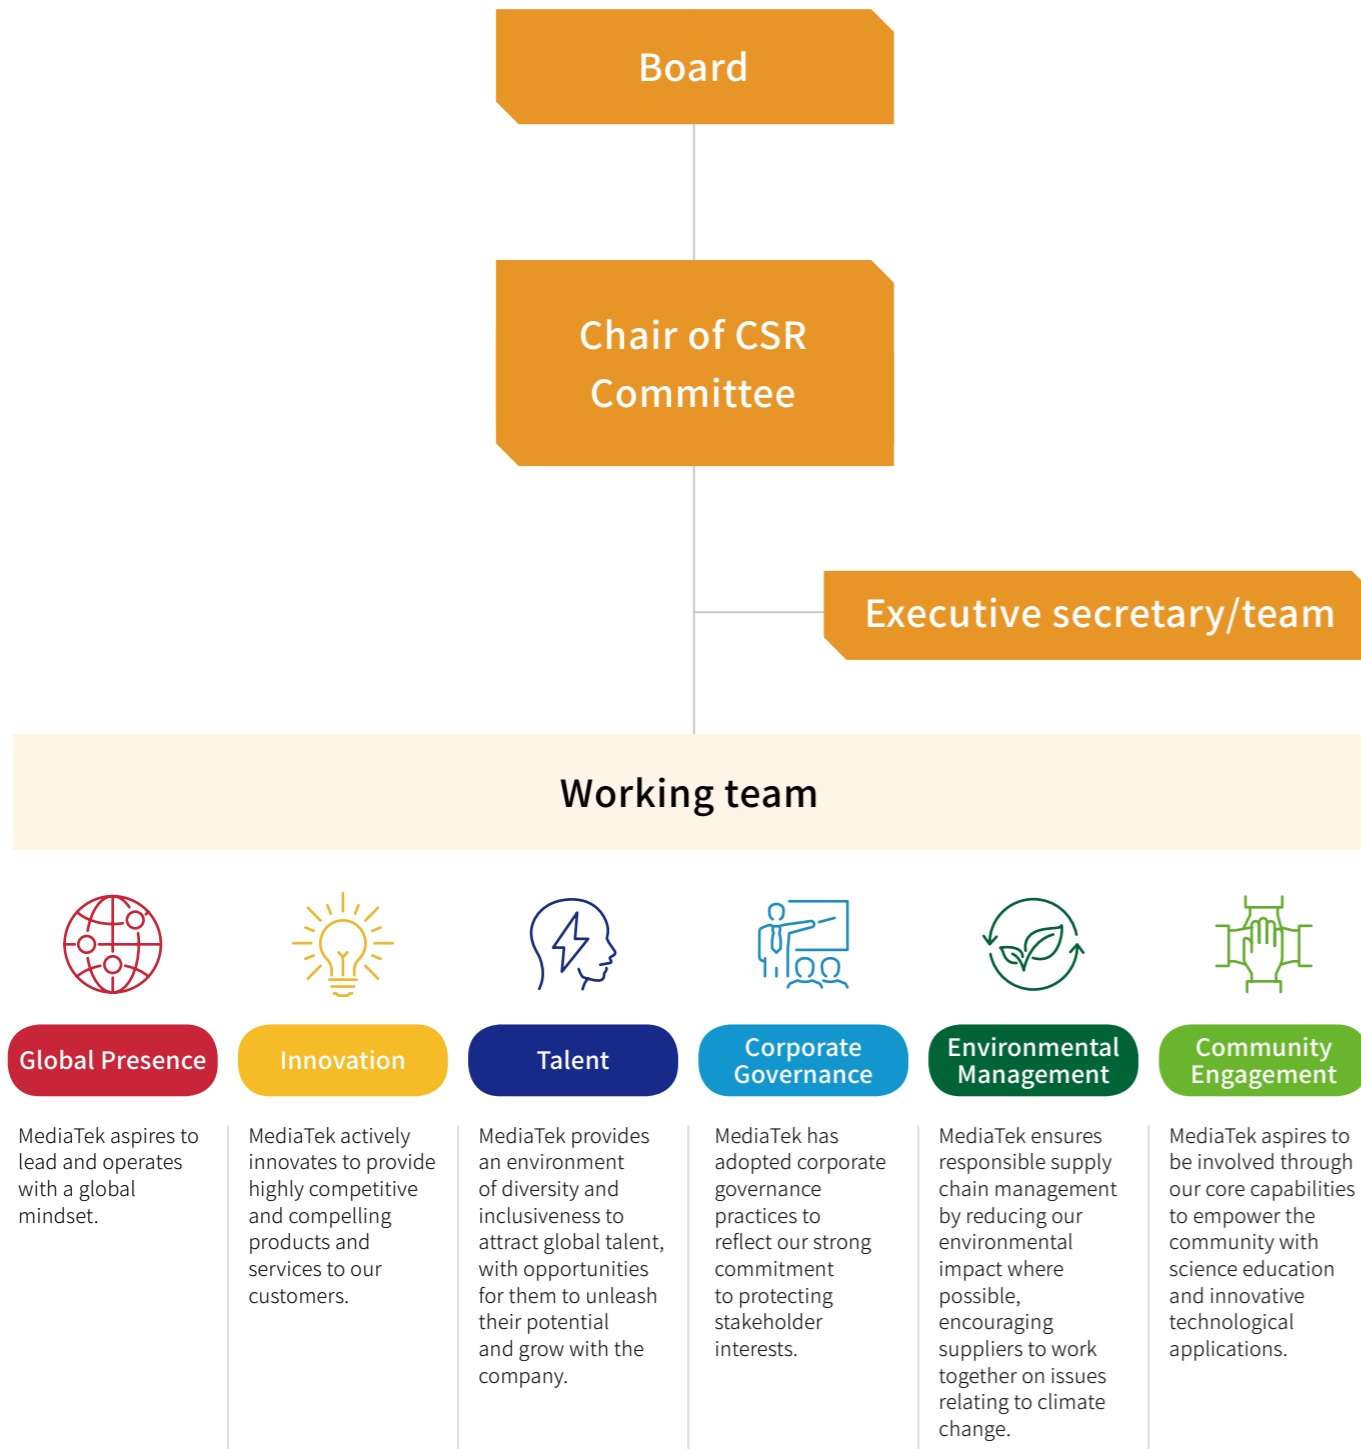 Board
Chair of CSR
Committee
Executive secretary/team
Working team
Global Presence
MediaTek aspires to
lead and operates
with a global
mindset.
Innovation
MediaTek actively
innovates to provide
highly competitive
and compelling
products and
services to our
customers.
Talent
MediaTek provides
an environment
of diversity and
inclusiveness to
attract global talent,
with opportunities
for them to unleash
their potential
and grow with the
company.
Corporate
Governance
MediaTek has
adopted corporate
governance
practices to
reflect our strong
commitment
to protecting
stakeholder
interests.
Environmental
Management
MediaTek ensures
responsible supply
chain management
by reducing our
environmental
impact where
possible,
encouraging
suppliers to work
together on issues
relating to climate
change.
Community
Engagement
MediaTek aspires to
be involved through
our core capabilities
to empower the
community with
science education
and innovative
technological
applications.